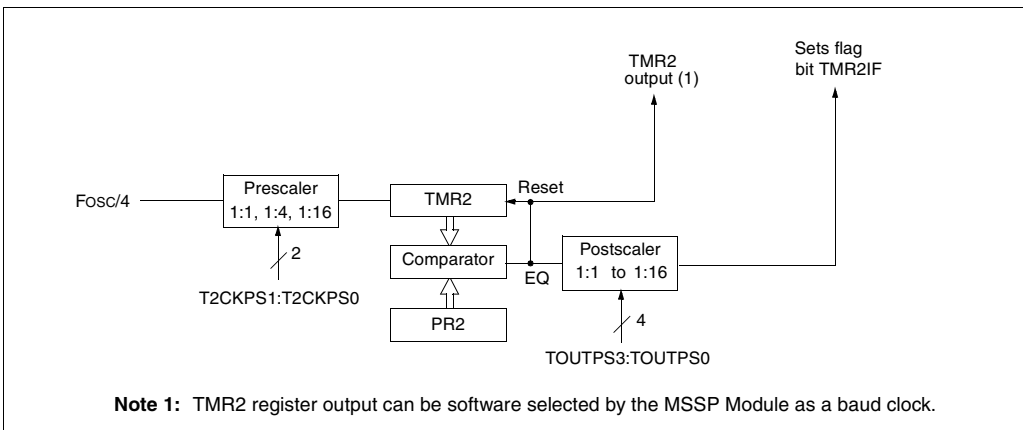 TMR2
output (1)
Sets flag
bit TMR2IF
Fosc/4
Prescaler
1:1, 1:4, 1:16
2
T2CKPS1:T2CKPS0
TMR2
Reset
Comparator
EQ
PR2
Postscaler
1:1 to 1:16
4
TOUTPS3:TOUTPS0
Note 1: TMR2 register output can be software selected by the MSSP Module as a baud clock.